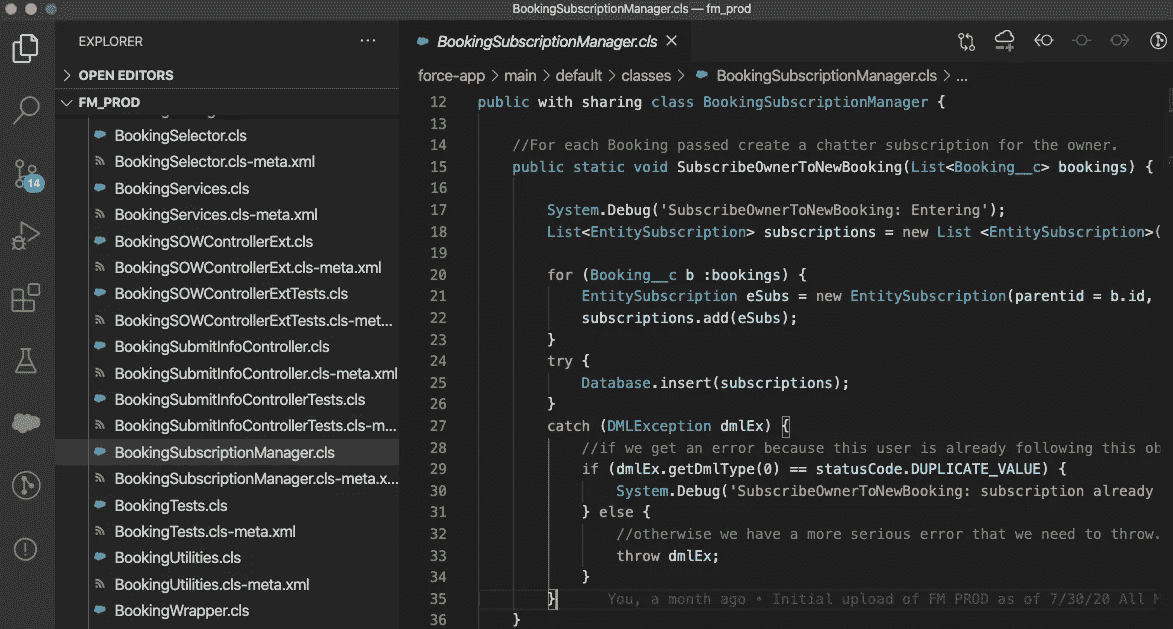 BookingSubscriptionManager.cls — fm_prod
EXPLORER
OPEN EDITORS
FM_PROD
BookingSelector.cls
BookingSelector.cls-meta.xml
BookingServices.cls
BookingServices.cls-meta.xml
BookingSOWControllerExt.cls
BookingSOWControllerExt.cls-meta.xml
BookingSOWControllerExtTests.cls
BookingSOWControllerExtTests.cls-met...
BookingSubmitInfoController.cls
BookingSubmitInfoController.cls-meta.xml
BookingSubmitInfoControllerTests.cls
BookingSubmitInfoControllerTests.cls-m...
BookingSubscriptionManager.cls
BookingSubscriptionManager.cls-meta.x...
BookingTests.cls
BookingTests.cls-meta.xml
BookingUtilities.cls
BookingUtilities.cls-meta.xml
BookingWrapper.cls
14
BookingSubscriptionManager.cls
force-app > main > default > classes > BookingSubscriptionManager.cls > ...
12 public with sharing class BookingSubscriptionManager {
13
14 //For each Booking passed create a chatter subscription for the owner.
15 public static void SubscribeOwnerToNewBooking(List<Booking__c> bookings) {
16
17 System.Debug('SubscribeOwnerToNewBooking: Entering');
18 List<EntitySubscription> subscriptions = new List <EntitySubscription>(
19
20 for (Booking__c b :bookings) {
21 EntitySubscription eSubs = new EntitySubscription(parentid = b.id,
22 subscriptions.add(eSubs);
23 }
24 try {
25 Database.insert(subscriptions);
26 }
27 catch (DMLException dmlEx) {
28 //if we get an error because this user is already following this ob
29 if (dmlEx.getDmlType(0) == statusCode.DUPLICATE_VALUE) {
30 System.Debug('SubscribeOwnerToNewBooking: subscription already
31 } else {
32 //otherwise we have a more serious error that we need to throw.
33 throw dmlEx;
34 }
35 } You, a month ago • Initial upload of FM PROD as of 7/30/20 All M
36 }